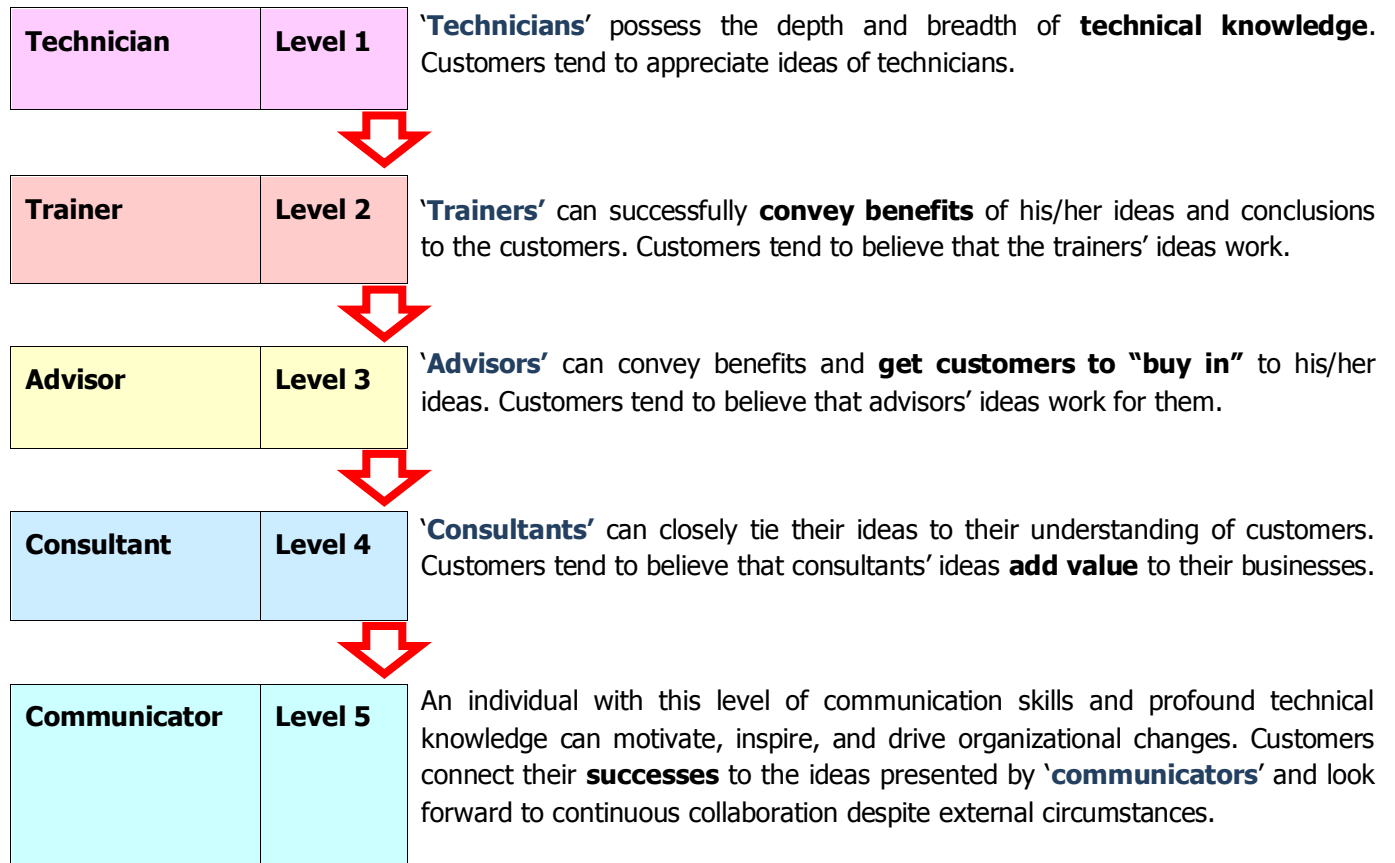 Technician Level 1
‘Technicians’ possess the depth and breadth of technical knowledge.
Customers tend to appreciate ideas of technicians.
Trainer Level 2
‘Trainers’ can successfully convey benefits of his/her ideas and conclusions
to the customers. Customers tend to believe that the trainers’ ideas work.
Advisor Level 3
‘Advisors’ can convey benefits and get customers to “buy in” to his/her
ideas. Customers tend to believe that advisors’ ideas work for them.
Consultant Level 4
‘Consultants’ can closely tie their ideas to their understanding of customers.
Customers tend to believe that consultants’ ideas add value to their businesses.
Communicator Level 5
An individual with this level of communication skills and profound technical
knowledge can motivate, inspire, and drive organizational changes. Customers
connect their successes to the ideas presented by ‘communicators’ and look
forward to continuous collaboration despite external circumstances.